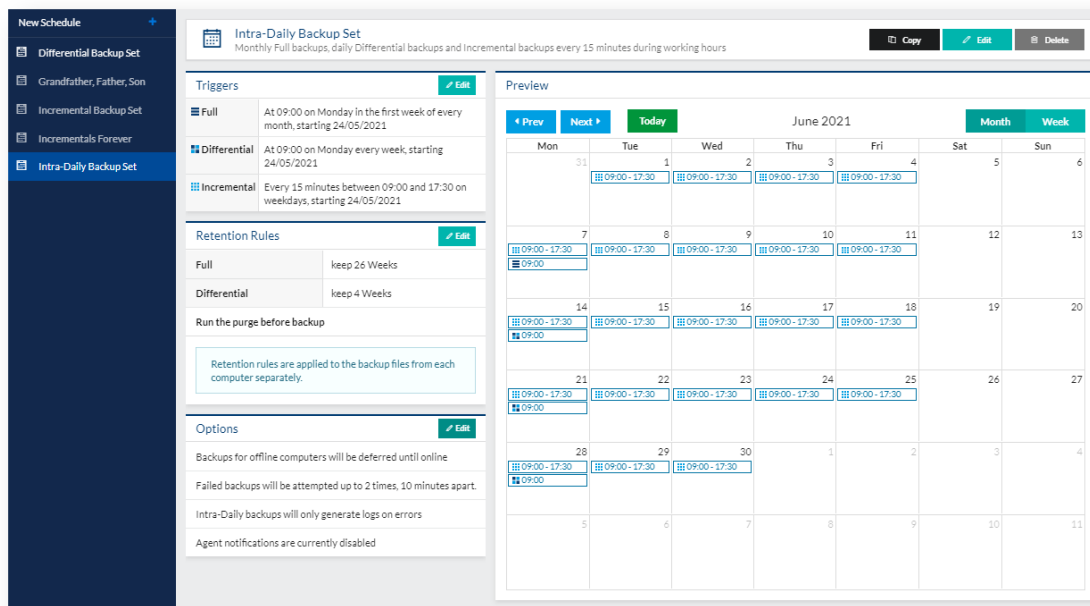 New Schedule +
Differential Backup Set
Grandfather, Father, Son
Incremental Backup Set
Incrementals Forever
Intra-Daily Backup Set
Intra-Daily Backup Set
Monthly Full backups, daily Differential backups and Incremental backups every 15 minutes during working hours
Copy
Edit
Delete
Triggers
Edit
Full
At 09:00 on Monday in the first week of every
month, starting 24/05/2021
Differential
At 09:00 on Monday every week, starting
24/05/2021
Incremental
Every 15 minutes between 09:00 and 17:30 on
weekdays, starting 24/05/2021
Retention Rules
Edit
Full keep 26 Weeks
Differential keep 4 Weeks
Run the purge before backup
Retention rules are applied to the backup files from each
computer separately.
Options
Edit
Backups for offline computers will be deferred until online
Failed backups will be attempted up to 2 times, 10 minutes apart.
Intra-Daily backups will only generate logs on errors
Agent notifications are currently disabled
Preview
Prev Next Today June 2021 Month Week
Mon Tue Wed Thu Fri Sat Sun
31 1 2 3 4 5 6
09:00 - 17:30 09:00 - 17:30 09:00 - 17:30 09:00 - 17:30
7 8 9 10 11 12 13
09:00 - 17:30 09:00 - 17:30 09:00 - 17:30 09:00 - 17:30 09:00 - 17:30
09:00
14 15 16 17 18 19 20
09:00 - 17:30 09:00 - 17:30 09:00 - 17:30 09:00 - 17:30 09:00 - 17:30
09:00
21 22 23 24 25 26 27
09:00 - 17:30 09:00 - 17:30 09:00 - 17:30 09:00 - 17:30 09:00 - 17:30
09:00
28 29 30 1 2 3 4
09:00 - 17:30 09:00 - 17:30 09:00 - 17:30
09:00
5 6 7 8 9 10 11